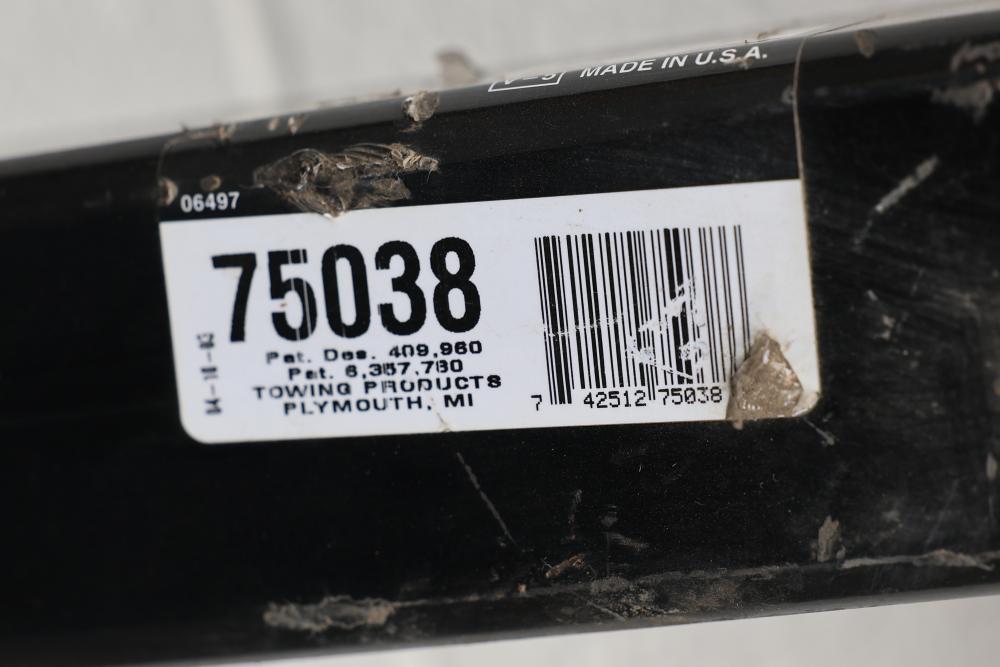 MADE IN U.S.A.
06497
75038
Pat. Des. 409,960
Pat. 6,357,780
TOWING PRODUCTS
PLYMOUTH, MI
7 42512 75038